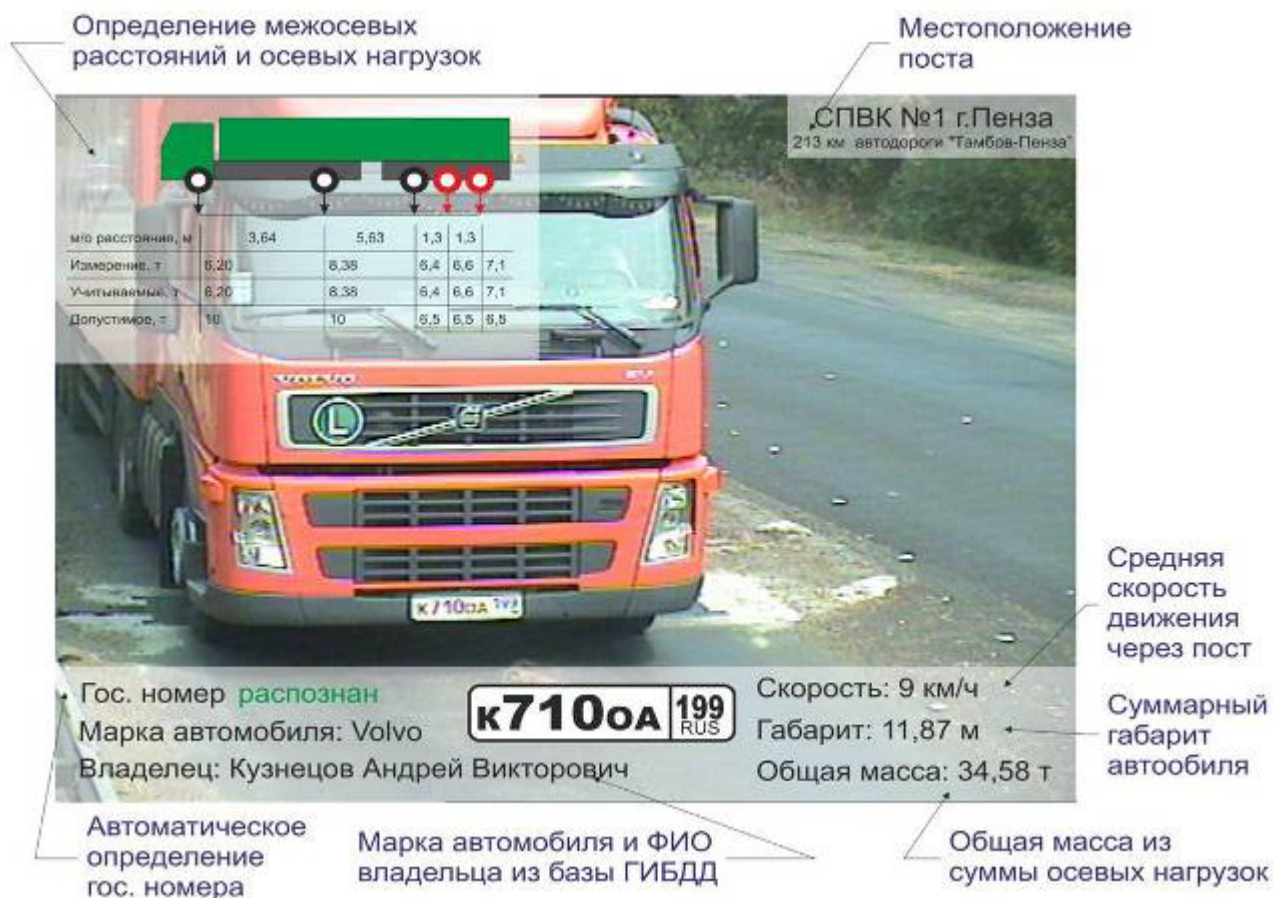 Определение межосевых
расстояний и осевых нагрузок
Местоположение
поста
СПВК №1 г.Пенза
213 км автодороги "Тамбов-Пенза"
м/о расстояние, м 3,64 5,63 1,3 1,3
Измерение, т 6,20 8,38 6,4 6,6 7,1
Учитываемые, т 6,20 8,38 6,4 6,6 7,1
Допустимое, т 10 10 6,5 6,5 6,5
VOLVO
L
к710оа 199
Средняя
скорость
движения
через пост
Гос. номер распознан
Марка автомобиля: Volvo
Владелец: Кузнецов Андрей Викторович
к710оА 199
RUS
Скорость: 9 км/ч
Габарит: 11,87 м
Общая масса: 34,58 т
Суммарный
габарит
автообиля
Автоматическое
определение
гос. номера
Марка автомобиля и ФИО
владельца из базы ГИБДД
Общая масса из
суммы осевых нагрузок